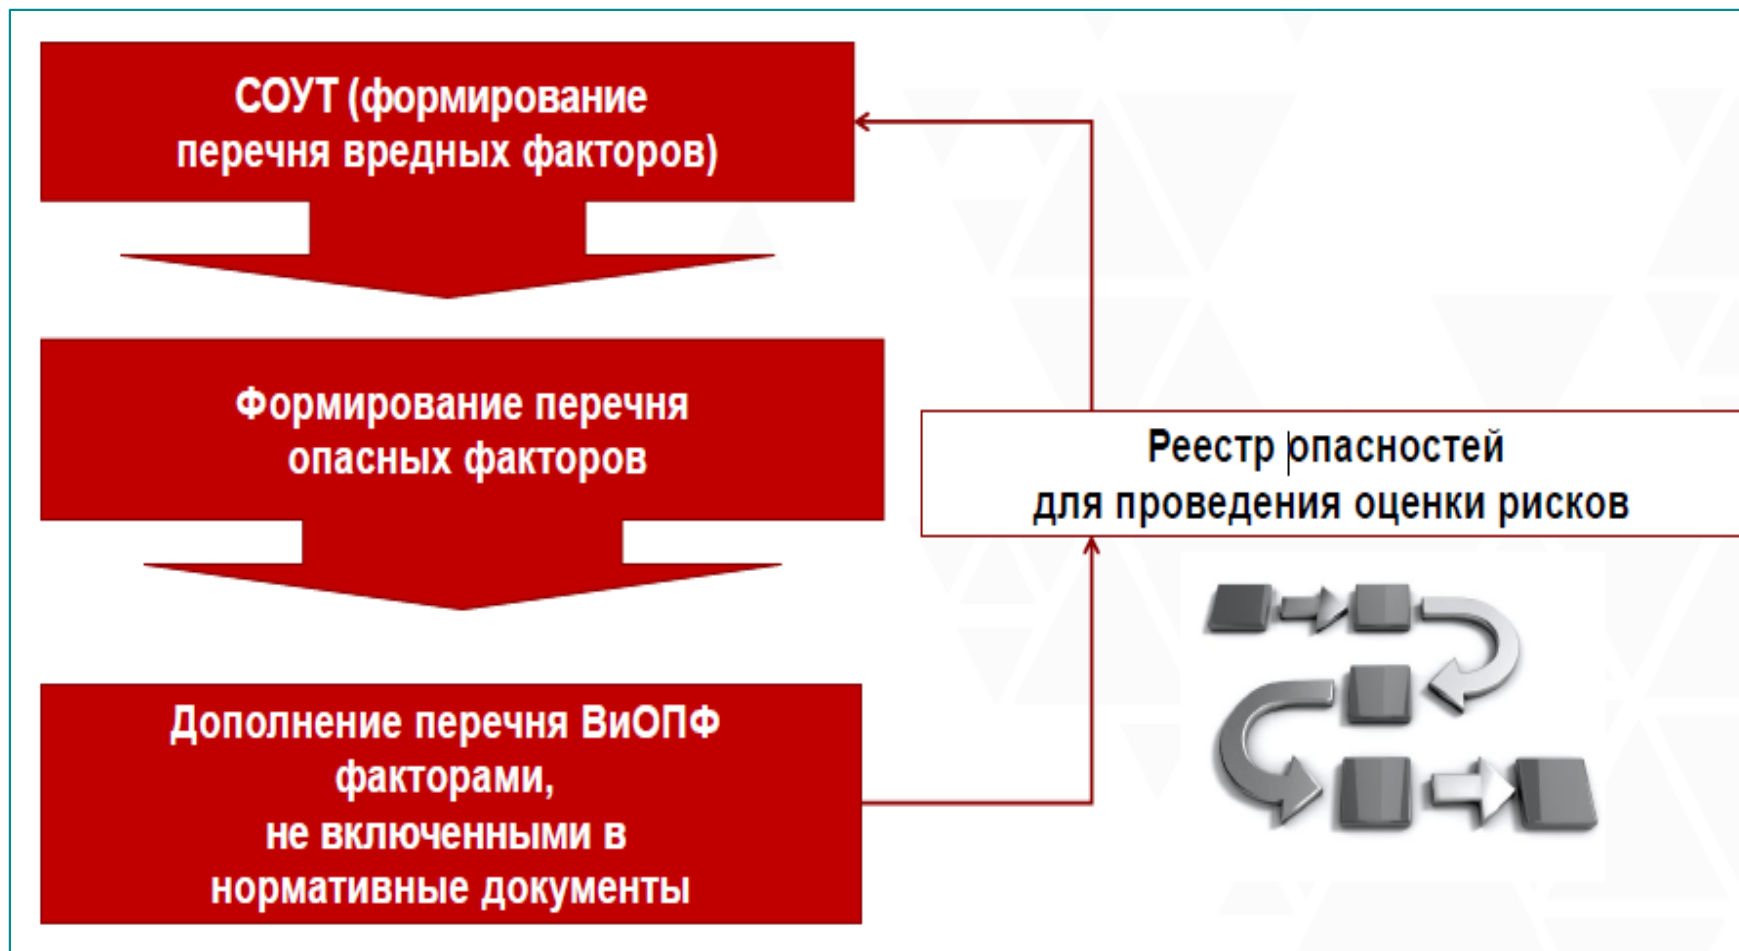 СОУТ (формирование
перечня вредных факторов)
Формирование перечня
опасных факторов
Реестр опасностей
для проведения оценки рисков
Дополнение перечня ВиОПФ
факторами,
не включенными в
нормативные документы